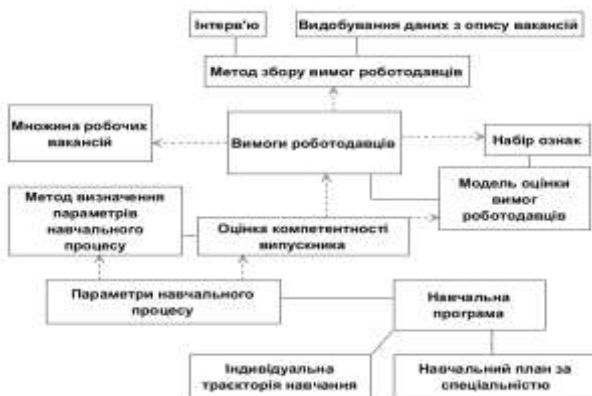 Інтерв'ю
Видобування даних з опису вакансій
Метод збору вимог роботодавців
Множина робочих
вакансій
Вимоги роботодавців
Набір ознак
Метод визначення
параметрів
навчального
процесу
Модель оцінки
вимог
роботодавців
Оцінка компетентності
випускника
Параметри навчального
процесу
Навчальна
програма
Індивідуальна
траєкторія навчання
Навчальний план за
спеціальністю